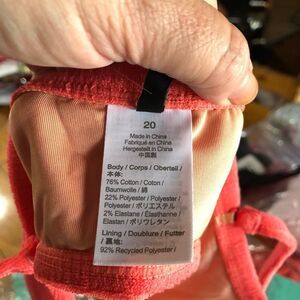 20
Made in China
Fabriqué en China
Hergestellt in China
中国製
Body / Corps / Oberteil /
本体:
76% Cotton / Coton /
Baumwolle / 綿
22% Polyester / Polyester /
Polyester / ポリエステル
2% Elastane / Élasthanne /
Elastan / ポリウレタン
Lining / Doublure / Futter /
裏地:
92% Recycled Polyester /